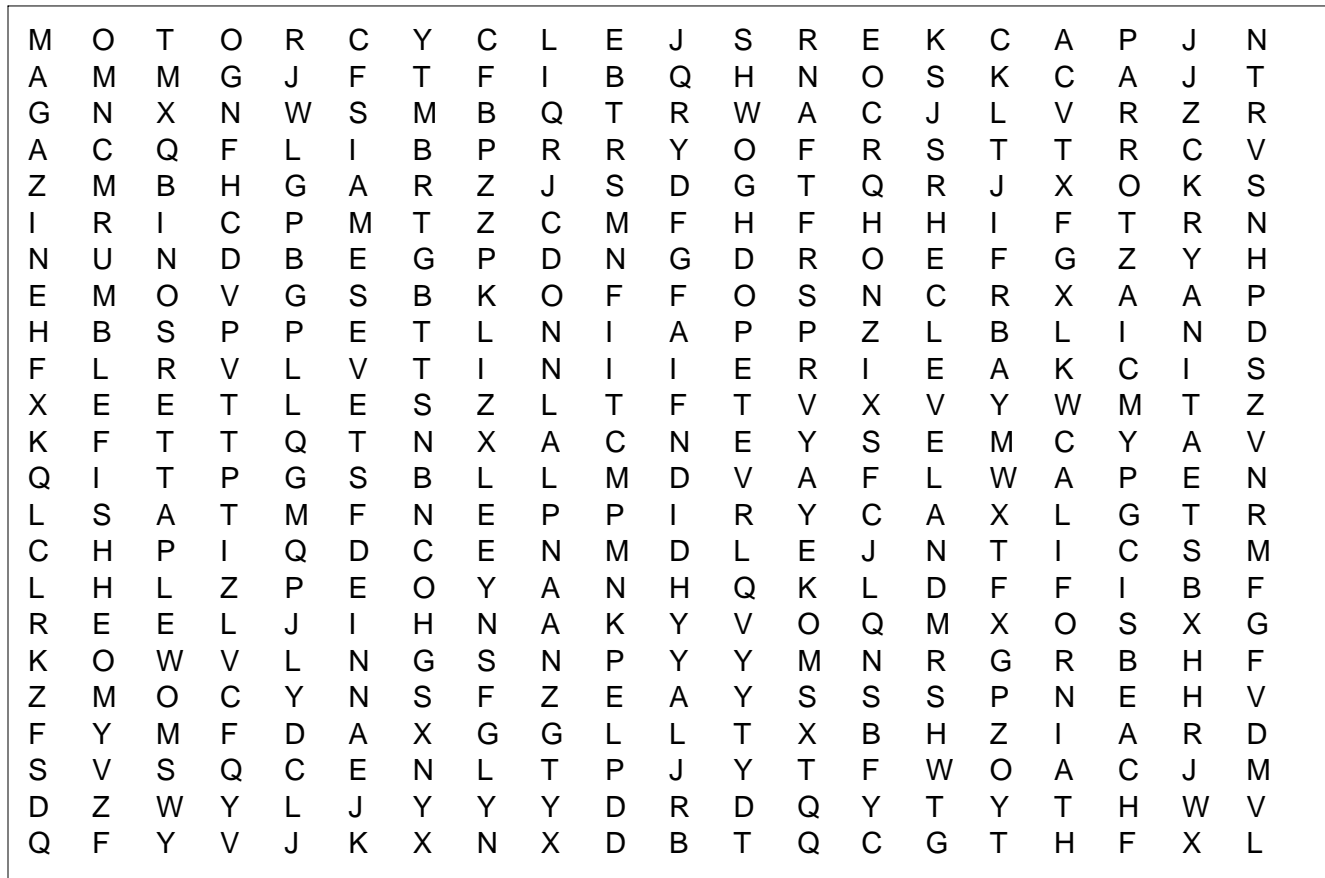 M O T O R C Y C L E J S R E K C A P J N
A M M G J F T F I B Q H N O S K C A J T
G N X N W S M B Q T R W A C J L V R Z R
A C Q F L I B P R R Y O F R S T T R C V
Z M B H G A R Z J S D G T Q R J X O K S
I R I C P M T Z C M F H F H H I F T R N
N U N D B E G P D N G D R O E F G Z Y H
E M O V G S B K O F F O S N C R X A A P
H B S P P E T L N I A P P Z L B L I N D
F L R V L V T I N I I E R I E A K C I S
X E E T L E S Z L T F T V X V Y W M T Z
K F T T Q T N X A C N E Y S E M C Y A V
Q I T P G S B L L M D V A F L W A P E N
L S A T M F N E P P I R Y C A X L G T R
C H P I Q D C E N M D L E J N T I C S M
L H L Z P E O Y A N H Q K L D F F I B F
R E E L J I H N A K Y V O Q M X O S X G
K O W V L N G S N P Y Y M N R G R B H F
Z M O C Y N S F Z E A Y S S S P N E H V
F Y M F D A X G G L L T X B H Z I A R D
S V S Q C E N L T P J Y T F W O A C J M
D Z W Y L J Y Y Y D R D Q Y T Y T H W V
Q F Y V J K X N X D B T Q C G T H F X L